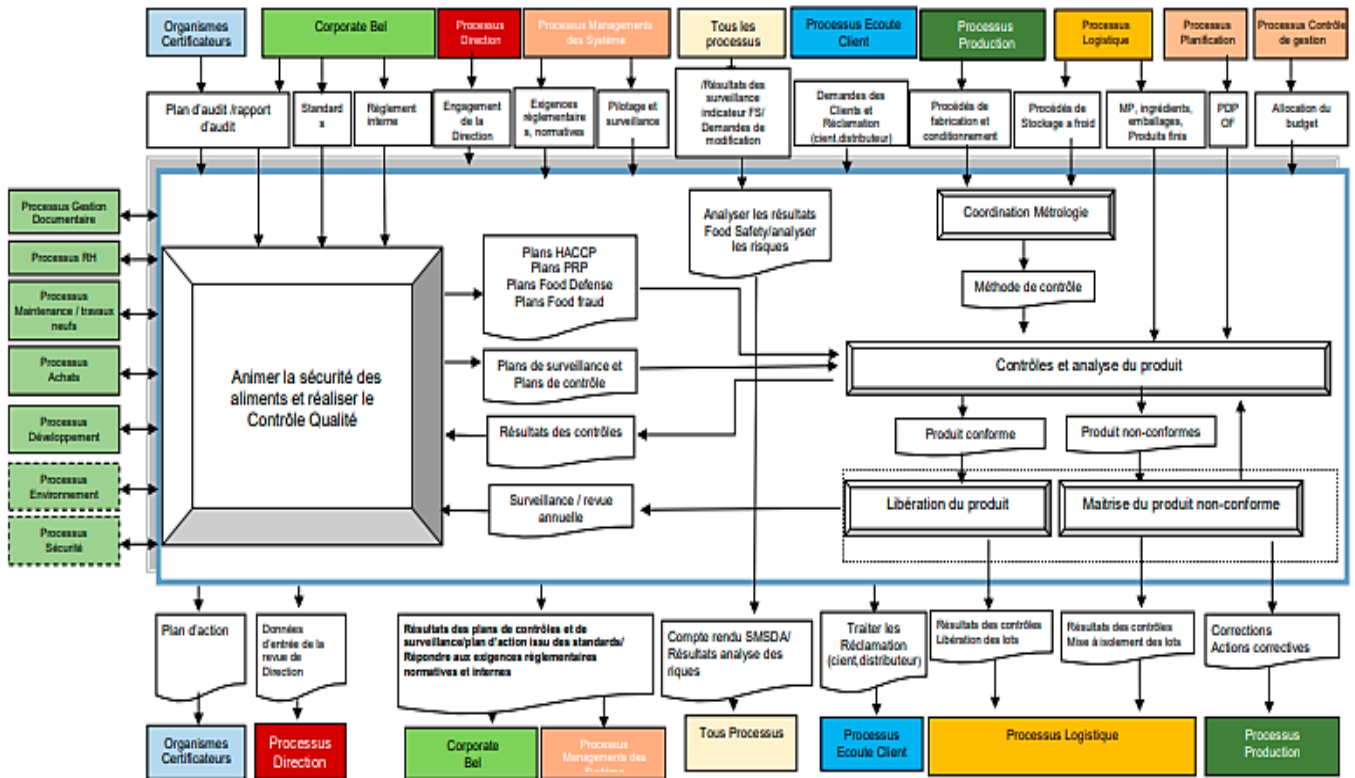 Organismes
Certificateurs
Corporate Bel
Processus
Direction
Processus Managements
des Système
Tous les
processus
Processus Ecoute
Client
Processus
Production
Processus
Logistique
Processus
Planification
Processus Contrôle
de gestion
Plan d'audit /rapport
d'audit
Standard
s
Règlement
interne
Engagement
de la
Direction
Exigences
règlementaire
s, normatives
Pilotage et
surveillance
/Résultats des
surveillance
indicateur FS/
Demandes de
modification
Demandes des
Clients et
Réclamation
(cient,distributeur)
Procédés de
fabrication et
conditionnement
Procédés de
Stockage a froid
MP, ingrédients,
emballages,
Produits finis
PDP
OF
Allocation du
budget
Processus Gestion
Documentaire
Processus RH
Processus
Maintenance / travaux
neufs
Processus
Achats
Processus
Développement
Processus
Environnement
Processus
Sécurité
Animer la sécurité des
aliments et réaliser le
Contrôle Qualité
Plans HACCP
Plans PRP
Plans Food Defense
Plans Food fraud
Plans de surveillance et
Plans de contrôle
Résultats des contrôles
Surveillance / revue
annuelle
Analyser les résultats
Food Safety/analyser
les risques
Coordination Métrologie
Méthode de contrôle
Contrôles et analyse du produit
Produit conforme
Produit non-conformes
Libération du produit
Maitrise du produit non-conforme
Plan d'action
Données
d'entrée de la
revue de
Direction
Résultats des plans de contrôles et de
surveillance/plan d'action issu des standards/
Répondre aux exigences règlementaires
normatives et internes
Compte rendu SMSDA/
Résultats analyse des
riques
Traiter les
Réclamation
(cient,distributeur)
Résultats des contrôles
Libération des lots
Résultats des contrôles
Mise à isolement des lots
Corrections
Actions correctives
Organismes
Certificateurs
Processus
Direction
Corporate
Bel
Processus
Managements des
Système
Tous Processus
Processus
Ecoute Client
Processus Logistique
Processus
Production